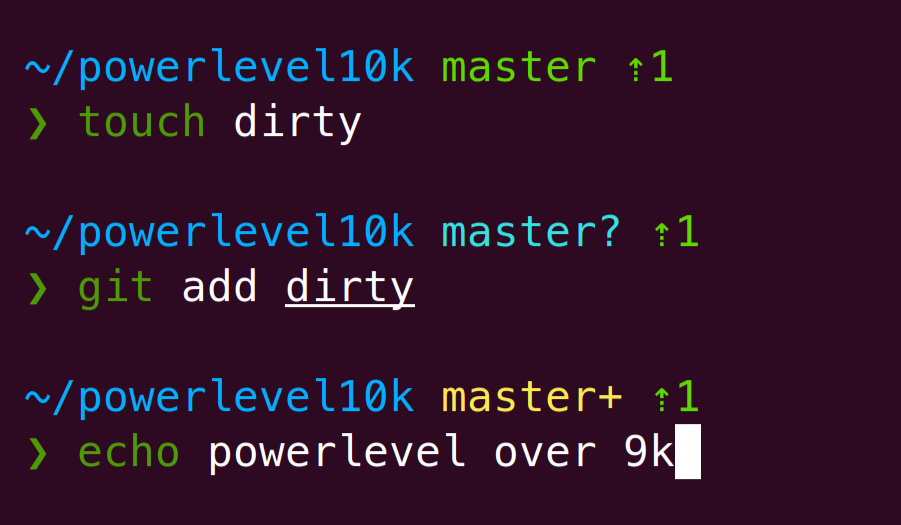 ~/powerlevel10k master ⇡1
❯ touch dirty
~/powerlevel10k master? ⇡1
❯ git add dirty
~/powerlevel10k master+ ⇡1
❯ echo powerlevel over 9k